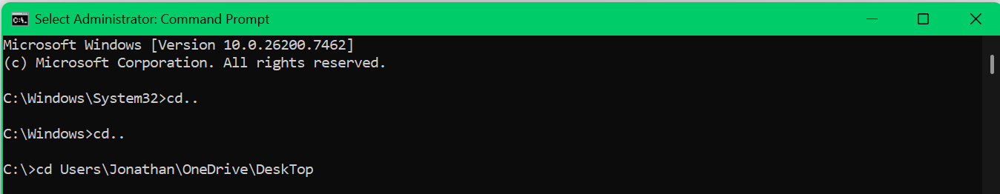 Select Administrator: Command Prompt
Microsoft Windows [Version 10.0.26200.7462]
(c) Microsoft Corporation. All rights reserved.
C:\Windows\System32>cd..
C:\Windows>cd..
C:\>cd Users\Jonathan\OneDrive\DeskTop